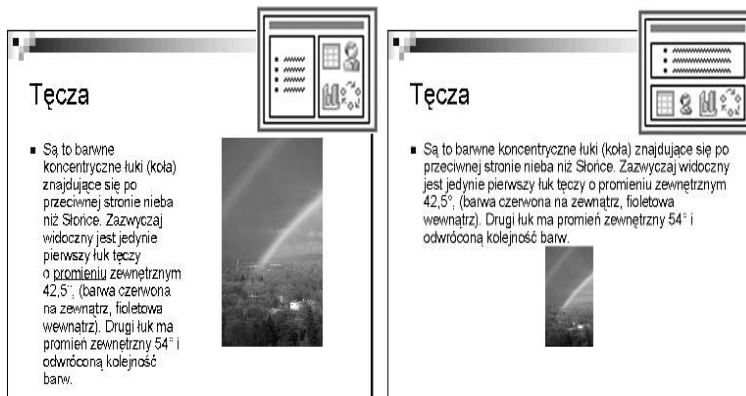 Tęcza
Są to barwne
koncentryczne łuki (koła)
znajdujące się po
przeciwnej stronie nieba
niż Słońce. Zazwyczaj
widoczny jest jedynie
pierwszy łuk tęczy
o promieniu zewnętrznym
42,5°, (barwa czerwona
na zewnątrz, fioletowa
wewnątrz). Drugi łuk ma
promień zewnętrzny 54° i
odwróconą kolejność
barw.
Tęcza
Są to barwne koncentryczne łuki (koła) znajdujące się po
przeciwnej stronie nieba niż Słońce. Zazwyczaj widoczny
jest jedynie pierwszy łuk tęczy o promieniu zewnętrznym
42,5°, (barwa czerwona na zewnątrz, fioletowa
wewnątrz). Drugi łuk ma promień zewnętrzny 54° i
odwróconą kolejność barw.